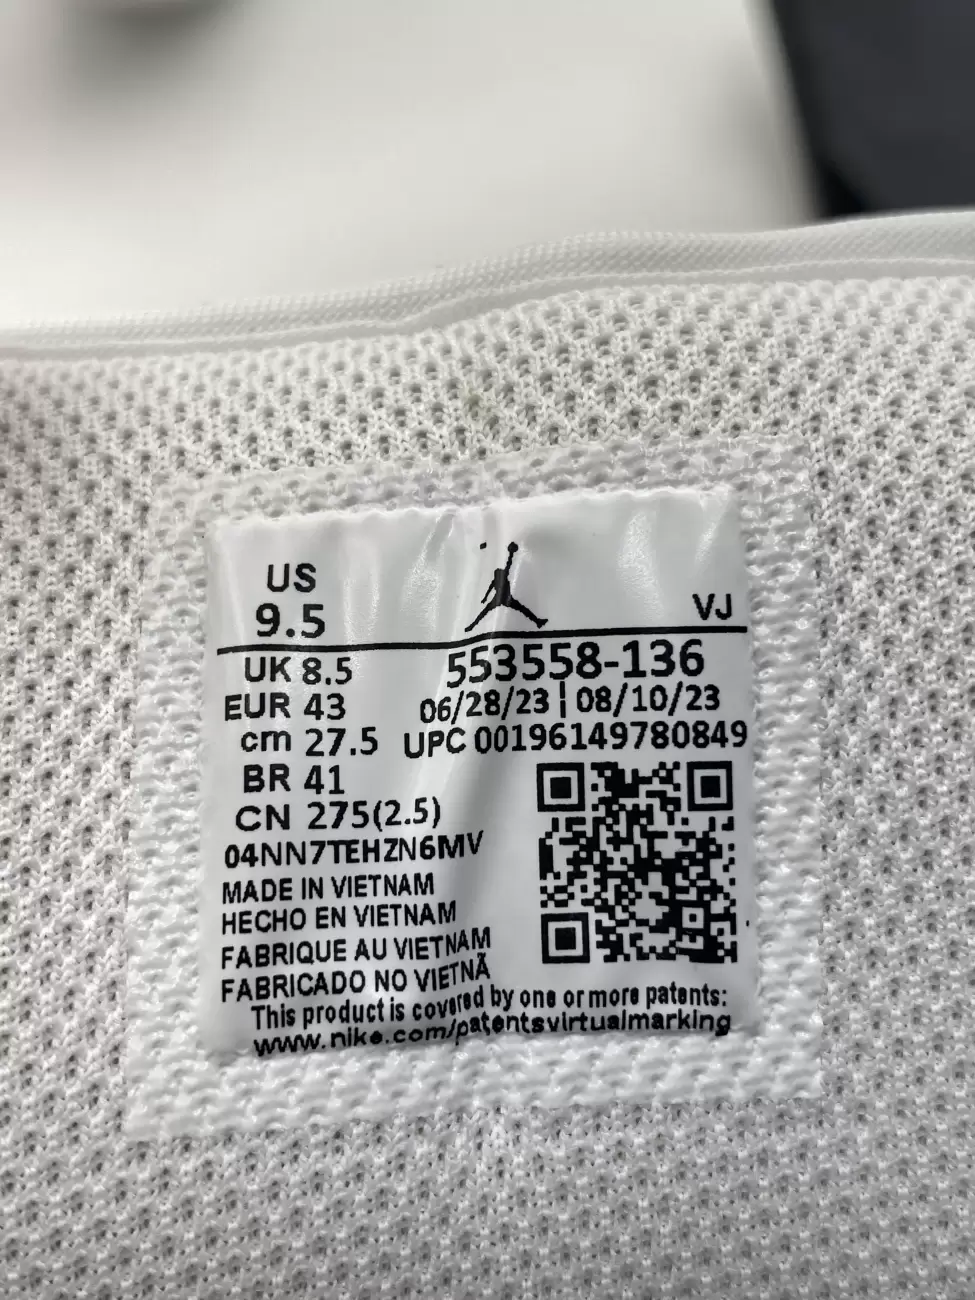 US
9.5
VJ
UK 8.5
553558-136
EUR 43
06/28/23 | 08/10/23
cm 27.5
UPC 00196149780849
BR 41
CN 275(2.5)
04NN7TEHZN6MV
MADE IN VIETNAM
HECHO EN VIETNAM
FABRIQUE AU VIETNAM
FABRICADO NO VIETNÃ
This product is covered by one or more patents:
www.nike.com/patentsvirtualmarking